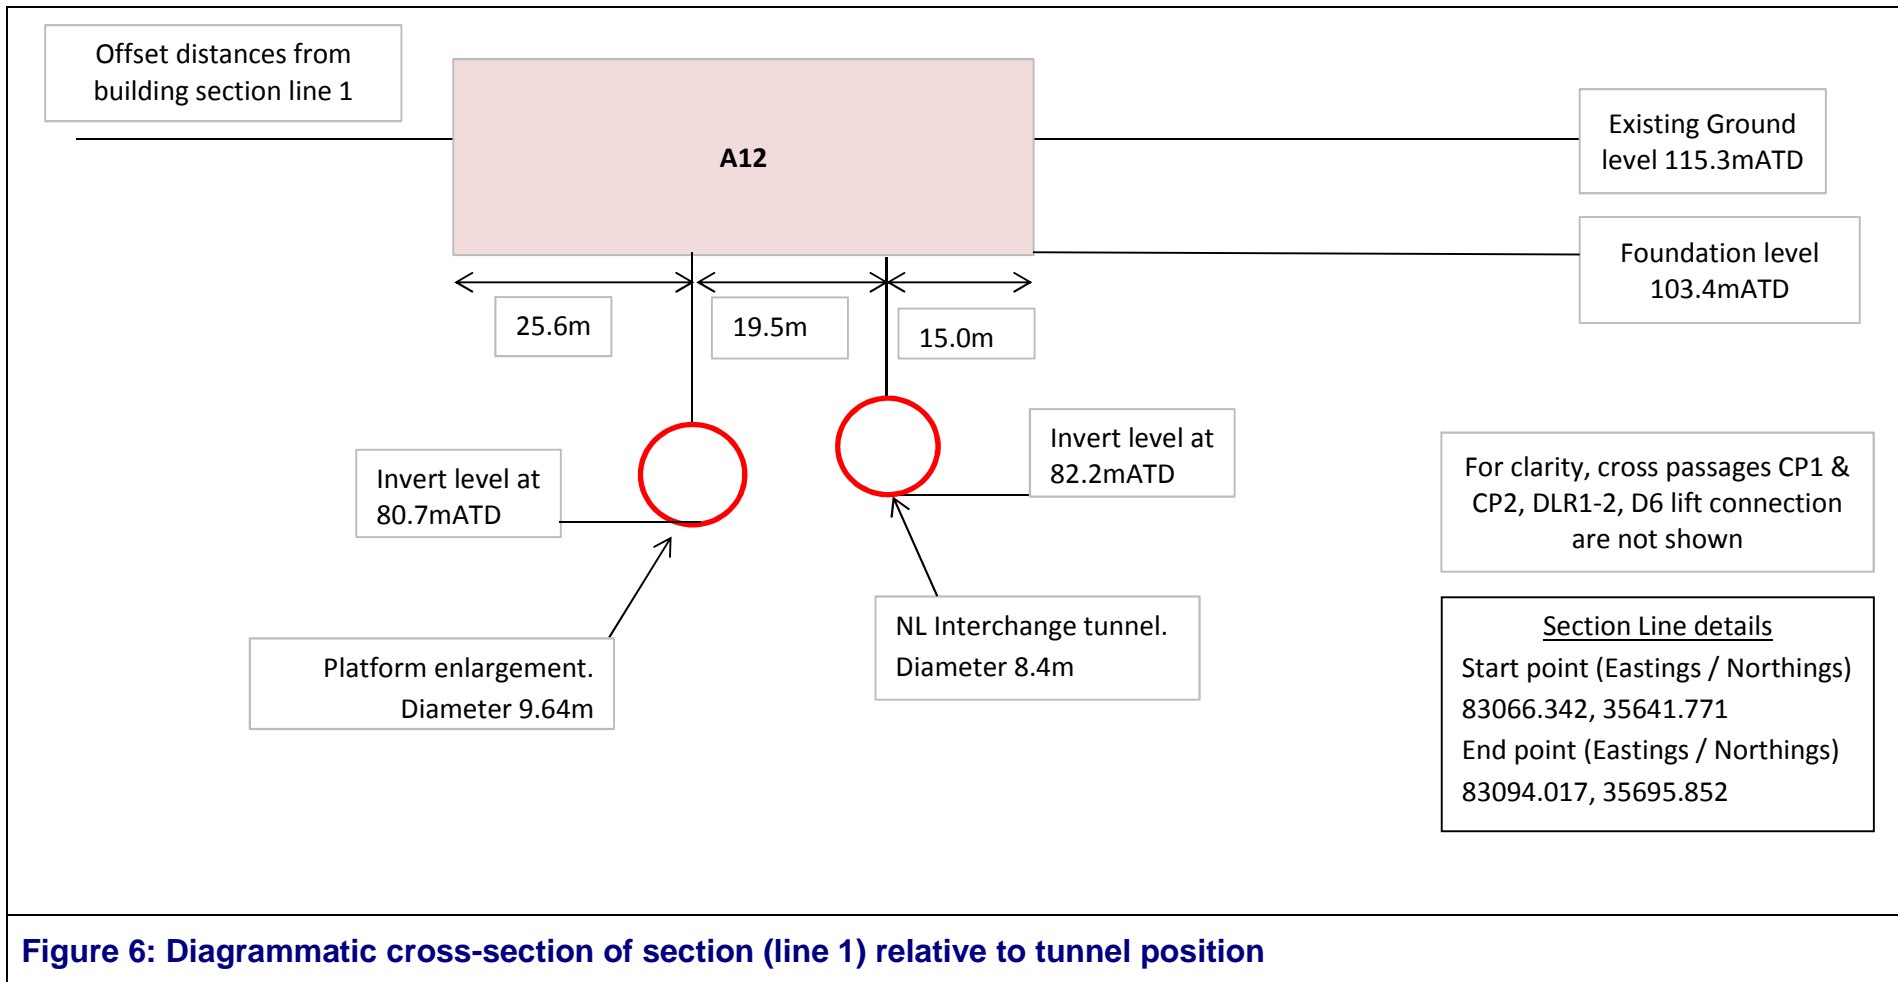 Offset distances from
building section line 1
A12
Existing Ground
level 115.3mATD
Foundation level
103.4mATD
25.6m
19.5m
15.0m
Invert level at
80.7mATD
Invert level at
82.2mATD
For clarity, cross passages CP1 &
CP2, DLR1-2, D6 lift connection
are not shown
Platform enlargement.
Diameter 9.64m
NL Interchange tunnel.
Diameter 8.4m
Section Line details
Start point (Eastings / Northings)
83066.342, 35641.771
End point (Eastings / Northings)
83094.017, 35695.852
Figure 6: Diagrammatic cross-section of section (line 1) relative to tunnel position